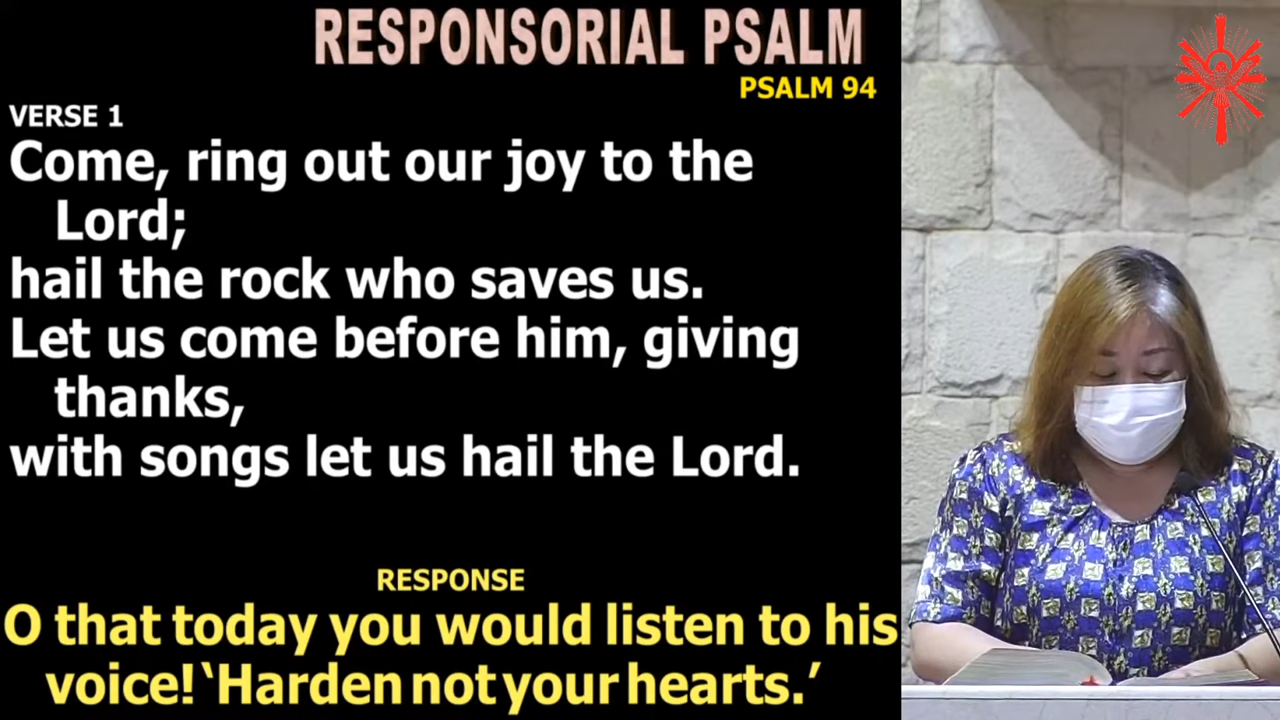 RESPONSORIAL PSALM
PSALM 94
VERSE 1
Come, ring out our joy to the
Lord;
hail the rock who saves us.
Let us come before him, giving
thanks,
with songs let us hail the Lord.
RESPONSE
O that today you would listen to his
voice! ‘Harden not your hearts.’